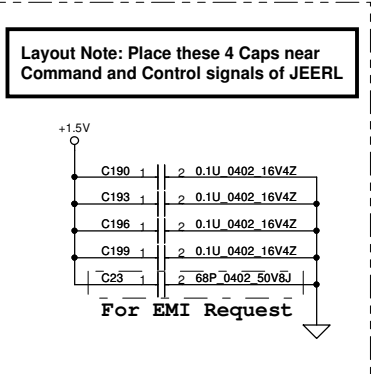 Layout Note: Place these 4 Caps near
Command and Control signals of JEERL
+1.5V
C190 1 2 0.1U_0402_16V4Z
C193 1 2 0.1U_0402_16V4Z
C196 1 2 0.1U_0402_16V4Z
C199 1 2 0.1U_0402_16V4Z
C23 1 2 68P_0402_50V8J
For EMI Request